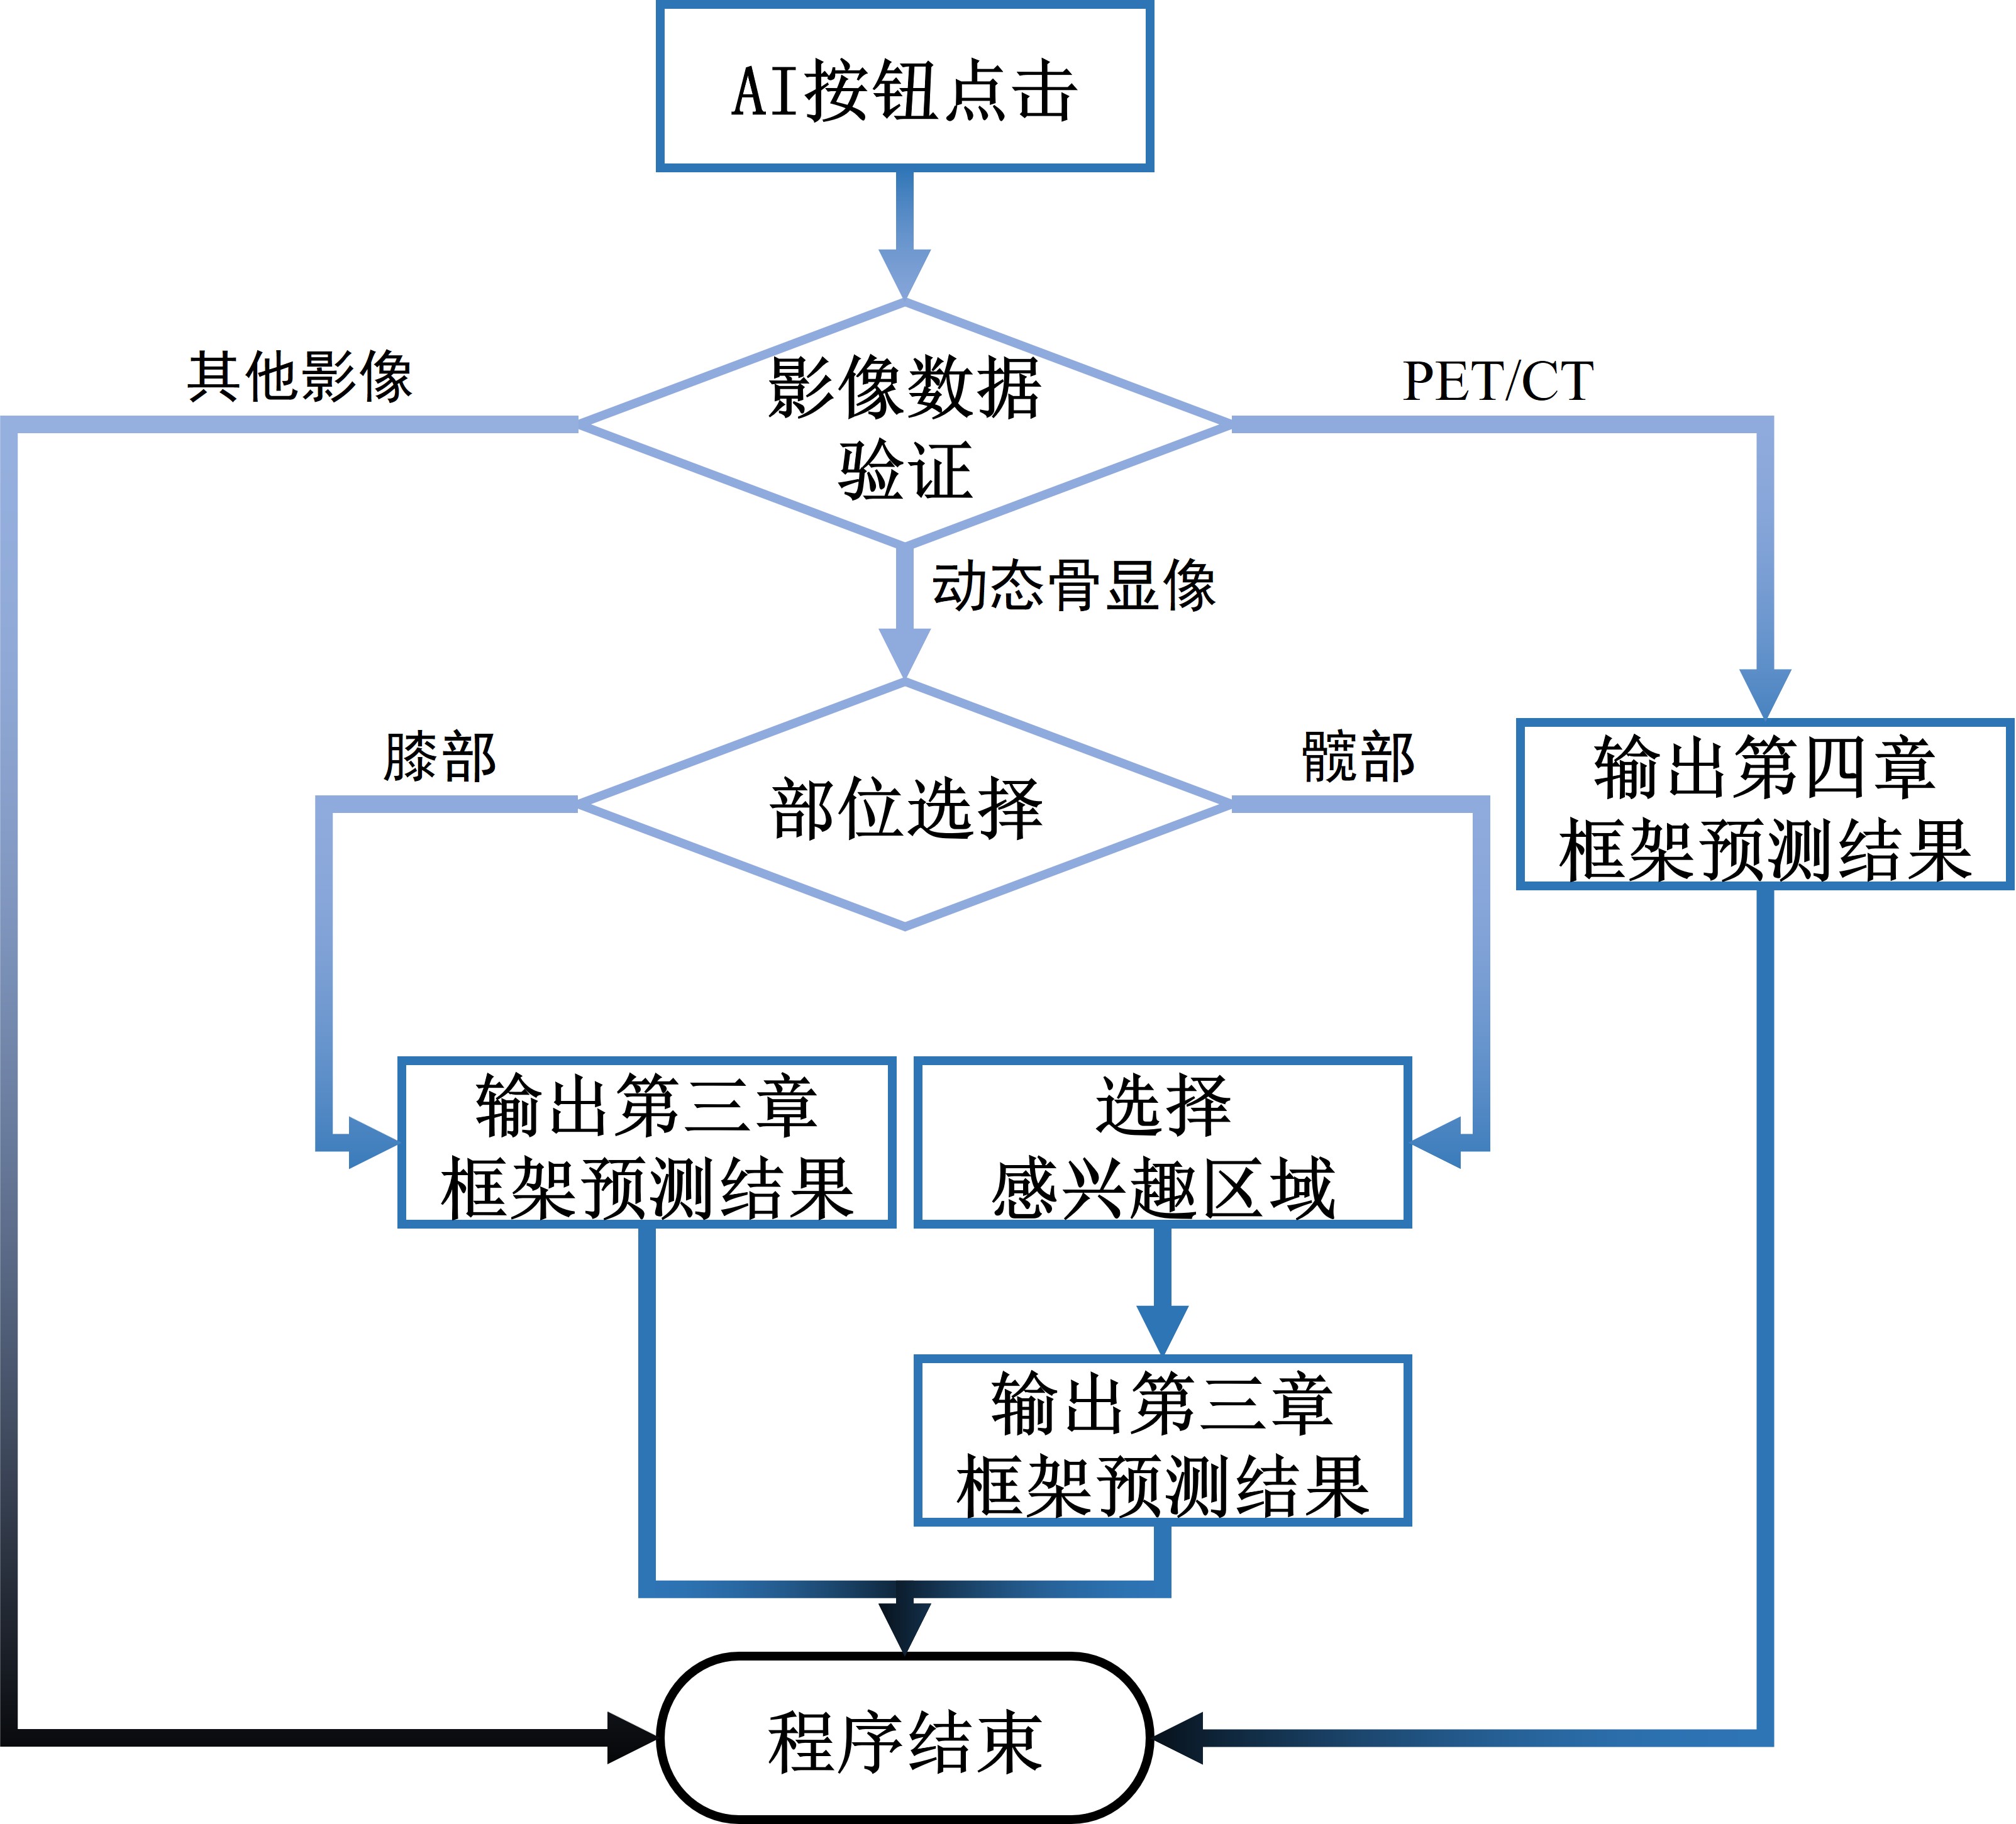 AI按钮点击
其他影像
影像数据
验证
PET/CT
动态骨显像
膝部
部位选择
髋部
输出第四章
框架预测结果
输出第三章
框架预测结果
选择
感兴趣区域
输出第三章
框架预测结果
程序结束